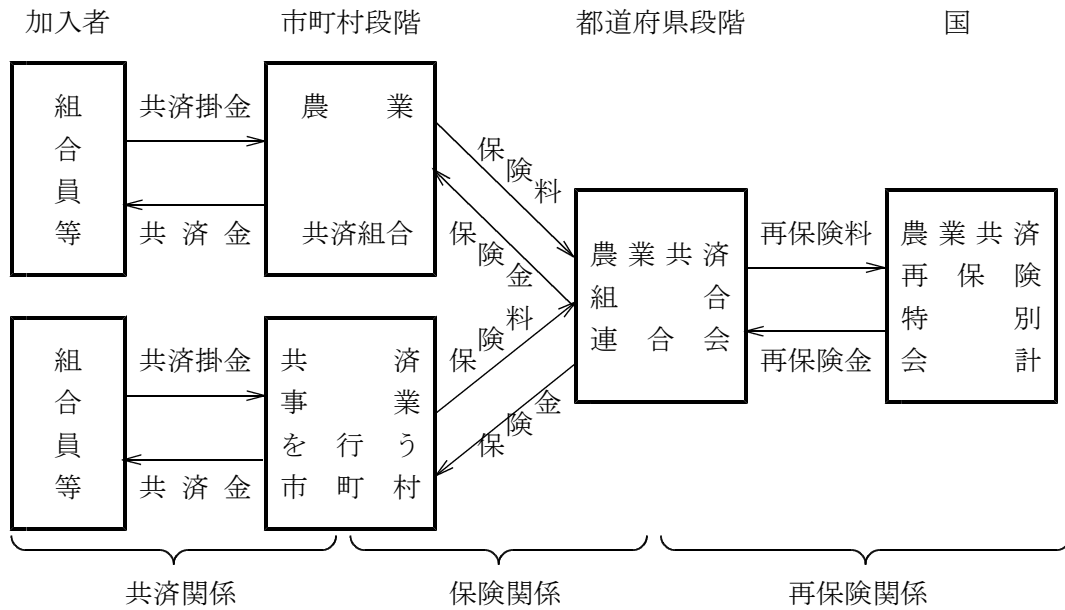 加入者
市町村段階
都道府県段階
国
組合員等
共済掛金
共済金
農業
共済組合
保険料
保険金
組合員等
共済掛金
共済金
共済
事業
を行う
市町村
保険料
保険金
農業共済
組合
連合会
再保険料
再保険金
農業共済
再保険
特別
会計
共済関係
保険関係
再保険関係